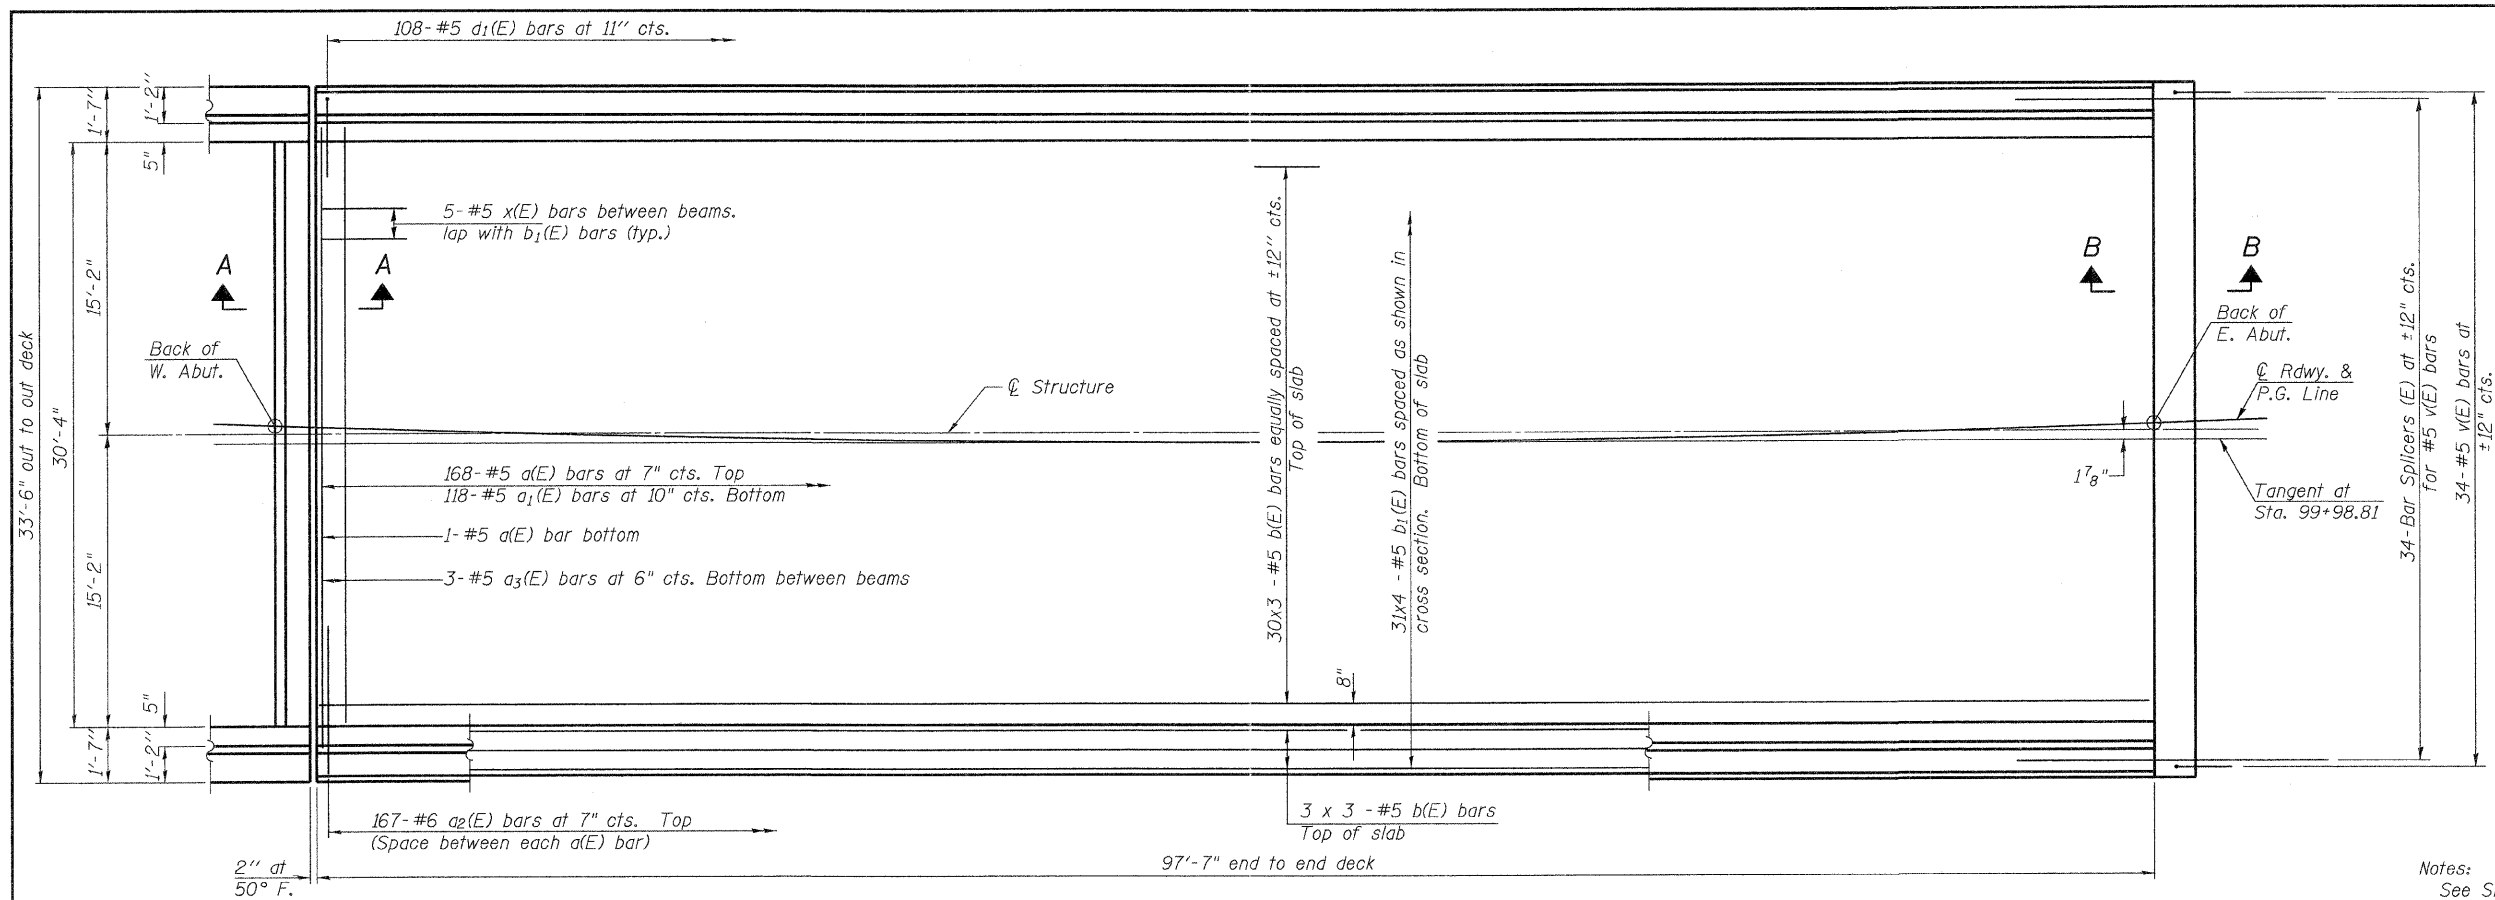 108-#5 d1(E) bars at 11" cts.
1'-7"
1'-2"
5"
5-#5 x(E) bars between beams.
lap with b1(E) bars (typ.)
A
A
B
B
33'-6" out to out deck
30'-4"
15'-2"
15'-2"
Back of
W. Abut.
℄ Structure
30x3 - #5 b(E) bars equally spaced at ±12" cts.
Top of slab
31x4 - #5 b1(E) bars spaced as shown in
cross section. Bottom of slab
Back of
E. Abut.
℄ Rdwy. &
P.G. Line
1 7/8"
Tangent at
Sta. 99+98.81
34-Bar Splicers (E) at ±12" cts.
for #5 v(E) bars
34-#5 v(E) bars at
±12" cts.
168-#5 a(E) bars at 7" cts. Top
118-#5 a1(E) bars at 10" cts. Bottom
1-#5 a(E) bar bottom
3-#5 a3(E) bars at 6" cts. Bottom between beams
8"
5"
1'-7"
1'-2"
167-#6 a2(E) bars at 7" cts. Top
(Space between each a(E) bar)
3 x 3 - #5 b(E) bars
Top of slab
2" at
50° F.
97'-7" end to end deck
Notes:
See